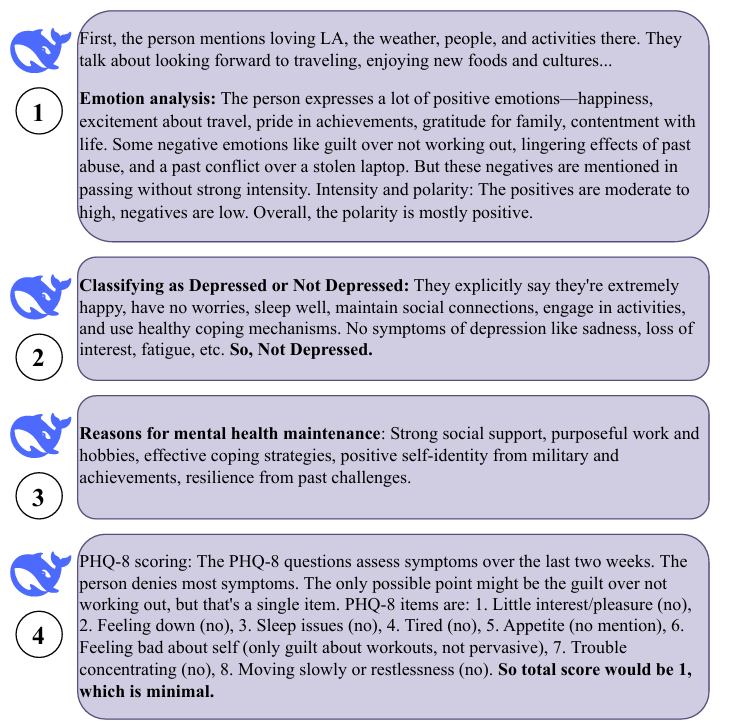 First, the person mentions loving LA, the weather, people, and activities there. They
talk about looking forward to traveling, enjoying new foods and cultures...
1
Emotion analysis: The person expresses a lot of positive emotions—happiness,
excitement about travel, pride in achievements, gratitude for family, contentment with
life. Some negative emotions like guilt over not working out, lingering effects of past
abuse, and a past conflict over a stolen laptop. But these negatives are mentioned in
passing without strong intensity. Intensity and polarity: The positives are moderate to
high, negatives are low. Overall, the polarity is mostly positive.
2
Classifying as Depressed or Not Depressed: They explicitly say they're extremely
happy, have no worries, sleep well, maintain social connections, engage in activities,
and use healthy coping mechanisms. No symptoms of depression like sadness, loss of
interest, fatigue, etc. So, Not Depressed.
3
Reasons for mental health maintenance: Strong social support, purposeful work and
hobbies, effective coping strategies, positive self-identity from military and
achievements, resilience from past challenges.
4
PHQ-8 scoring: The PHQ-8 questions assess symptoms over the last two weeks. The
person denies most symptoms. The only possible point might be the guilt over not
working out, but that's a single item. PHQ-8 items are: 1. Little interest/pleasure (no),
2. Feeling down (no), 3. Sleep issues (no), 4. Tired (no), 5. Appetite (no mention), 6.
Feeling bad about self (only guilt about workouts, not pervasive), 7. Trouble
concentrating (no), 8. Moving slowly or restlessness (no). So total score would be 1,
which is minimal.